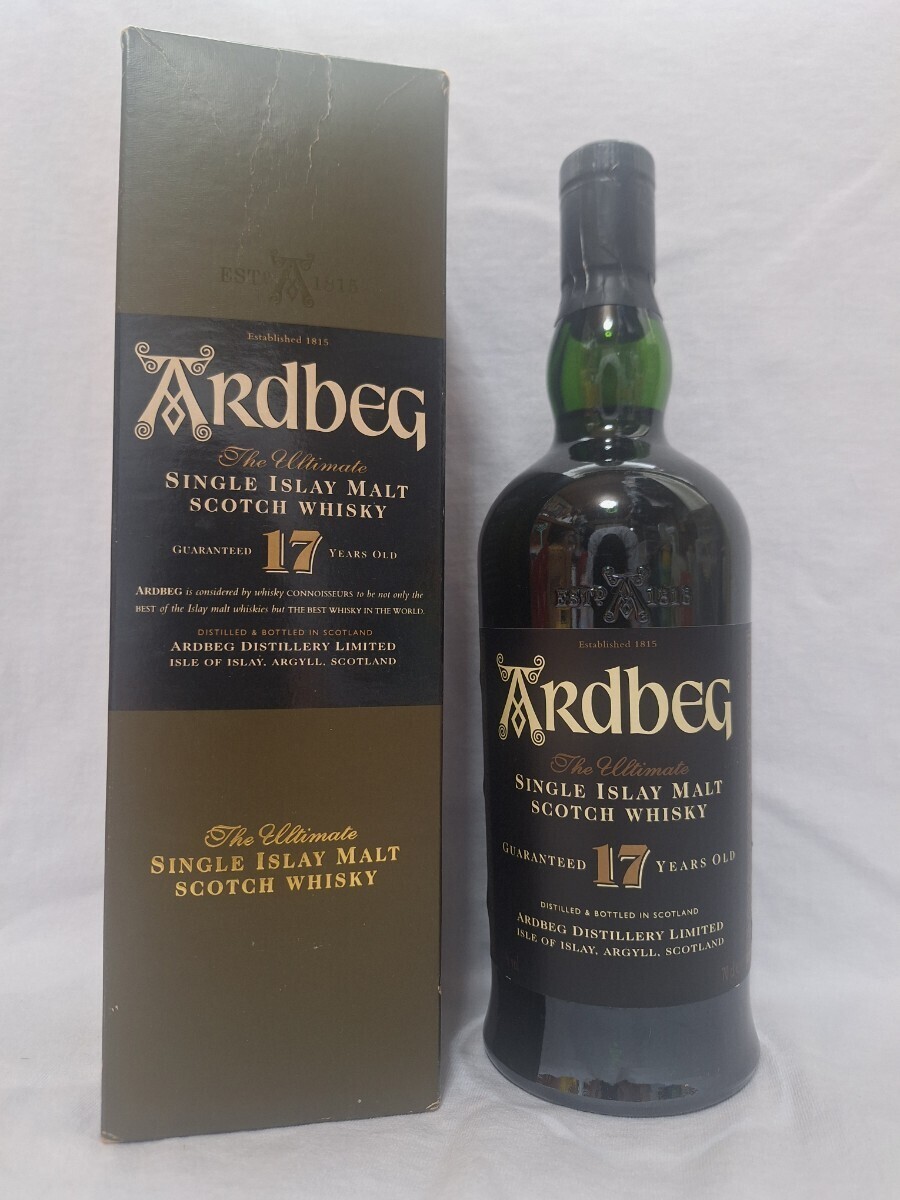 ESTD 1815
Established 1815
ARDBEG
The Ultimate
SINGLE ISLAY MALT
SCOTCH WHISKY
GUARANTEED 17 YEARS OLD
ARDBEG is considered by whisky CONNOISSEURS to be not only the
BEST of the Islay malt whiskies but THE BEST WHISKY IN THE WORLD.
DISTILLED & BOTTLED IN SCOTLAND
ARDBEG DISTILLERY LIMITED
ISLE OF ISLAY, ARGYLL, SCOTLAND
The Ultimate
SINGLE ISLAY MALT
SCOTCH WHISKY
ESTD 1815
Established 1815
ARDBEG
The Ultimate
SINGLE ISLAY MALT
SCOTCH WHISKY
GUARANTEED 17 YEARS OLD
DISTILLED & BOTTLED IN SCOTLAND
ARDBEG DISTILLERY LIMITED
ISLE OF ISLAY, ARGYLL, SCOTLAND